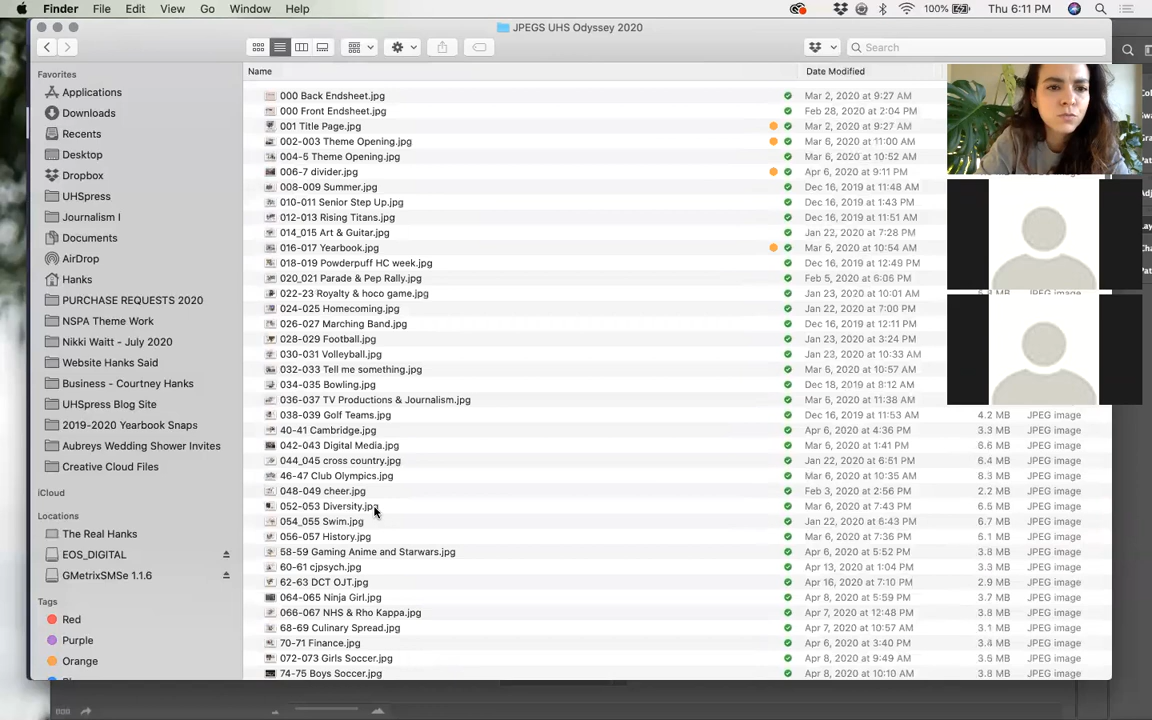 Finder File Edit View Go Window Help 100% Thu 6:11 PM
JPEGS UHS Odyssey 2020
Search
Favorites
Applications
Downloads
Recents
Desktop
Dropbox
UHSpress
Journalism I
Documents
AirDrop
Hanks
PURCHASE REQUESTS 2020
NSPA Theme Work
Nikki Waitt - July 2020
Website Hanks Said
Business - Courtney Hanks
UHSpress Blog Site
2019-2020 Yearbook Snaps
Aubreys Wedding Shower Invites
Creative Cloud Files
iCloud
Locations
The Real Hanks
EOS_DIGITAL
GMetrixSMSe 1.1.6
Tags
Red
Purple
Orange
Name Date Modified
000 Back Endsheet.jpg Mar 2, 2020 at 9:27 AM
000 Front Endsheet.jpg Feb 28, 2020 at 2:04 PM
001 Title Page.jpg Mar 2, 2020 at 9:27 AM
002-003 Theme Opening.jpg Mar 6, 2020 at 11:00 AM
004-5 Theme Opening.jpg Mar 6, 2020 at 10:52 AM
006-7 divider.jpg Apr 6, 2020 at 9:11 PM
008-009 Summer.jpg Dec 16, 2019 at 11:48 AM
010-011 Senior Step Up.jpg Dec 16, 2019 at 1:43 PM
012-013 Rising Titans.jpg Dec 16, 2019 at 11:51 AM
014_015 Art & Guitar.jpg Jan 22, 2020 at 7:28 PM
016-017 Yearbook.jpg Mar 5, 2020 at 10:54 AM
018-019 Powderpuff HC week.jpg Dec 16, 2019 at 12:49 PM
020_021 Parade & Pep Rally.jpg Feb 5, 2020 at 6:06 PM
022-23 Royalty & hoco game.jpg Jan 23, 2020 at 10:01 AM
024-025 Homecoming.jpg Jan 22, 2020 at 7:00 PM
026-027 Marching Band.jpg Dec 16, 2019 at 12:11 PM
028-029 Football.jpg Jan 23, 2020 at 3:24 PM
030-031 Volleyball.jpg Jan 23, 2020 at 10:33 AM
032-033 Tell me something.jpg Mar 5, 2020 at 10:57 AM
034-035 Bowling.jpg Dec 18, 2019 at 8:12 AM
036-037 TV Productions & Journalism.jpg Mar 5, 2020 at 11:38 AM
038-039 Golf Teams.jpg Dec 16, 2019 at 11:53 AM 4.2 MB JPEG image
40-41 Cambridge.jpg Apr 6, 2020 at 4:36 PM 3.3 MB JPEG image
042-043 Digital Media.jpg Mar 5, 2020 at 1:41 PM 6.6 MB JPEG image
044_045 cross country.jpg Jan 22, 2020 at 6:51 PM 6.4 MB JPEG image
46-47 Club Olympics.jpg Mar 6, 2020 at 10:35 AM 8.3 MB JPEG image
048-049 cheer.jpg Feb 3, 2020 at 2:56 PM 2.2 MB JPEG image
052-053 Diversity.jpg Mar 6, 2020 at 7:43 PM 6.5 MB JPEG image
054_055 Swim.jpg Jan 22, 2020 at 6:43 PM 6.7 MB JPEG image
056-057 History.jpg Mar 6, 2020 at 7:36 PM 5.1 MB JPEG image
58-59 Gaming Anime and Starwars.jpg Apr 6, 2020 at 5:52 PM 3.8 MB JPEG image
60-61 cjpsych.jpg Apr 13, 2020 at 1:04 PM 3.3 MB JPEG image
62-63 DCT OJT.jpg Apr 16, 2020 at 7:10 PM 2.9 MB JPEG image
064-065 Ninja Girl.jpg Apr 8, 2020 at 5:59 PM 3.7 MB JPEG image
066-067 NHS & Rho Kappa.jpg Apr 7, 2020 at 12:48 PM 3.8 MB JPEG image
68-69 Culinary Spread.jpg Apr 7, 2020 at 10:57 AM 3.1 MB JPEG image
70-71 Finance.jpg Apr 6, 2020 at 3:40 PM 3.4 MB JPEG image
072-073 Girls Soccer.jpg Apr 8, 2020 at 9:49 AM 3.5 MB JPEG image
74-75 Boys Soccer.jpg Apr 8, 2020 at 10:10 AM 3.8 MB JPEG image